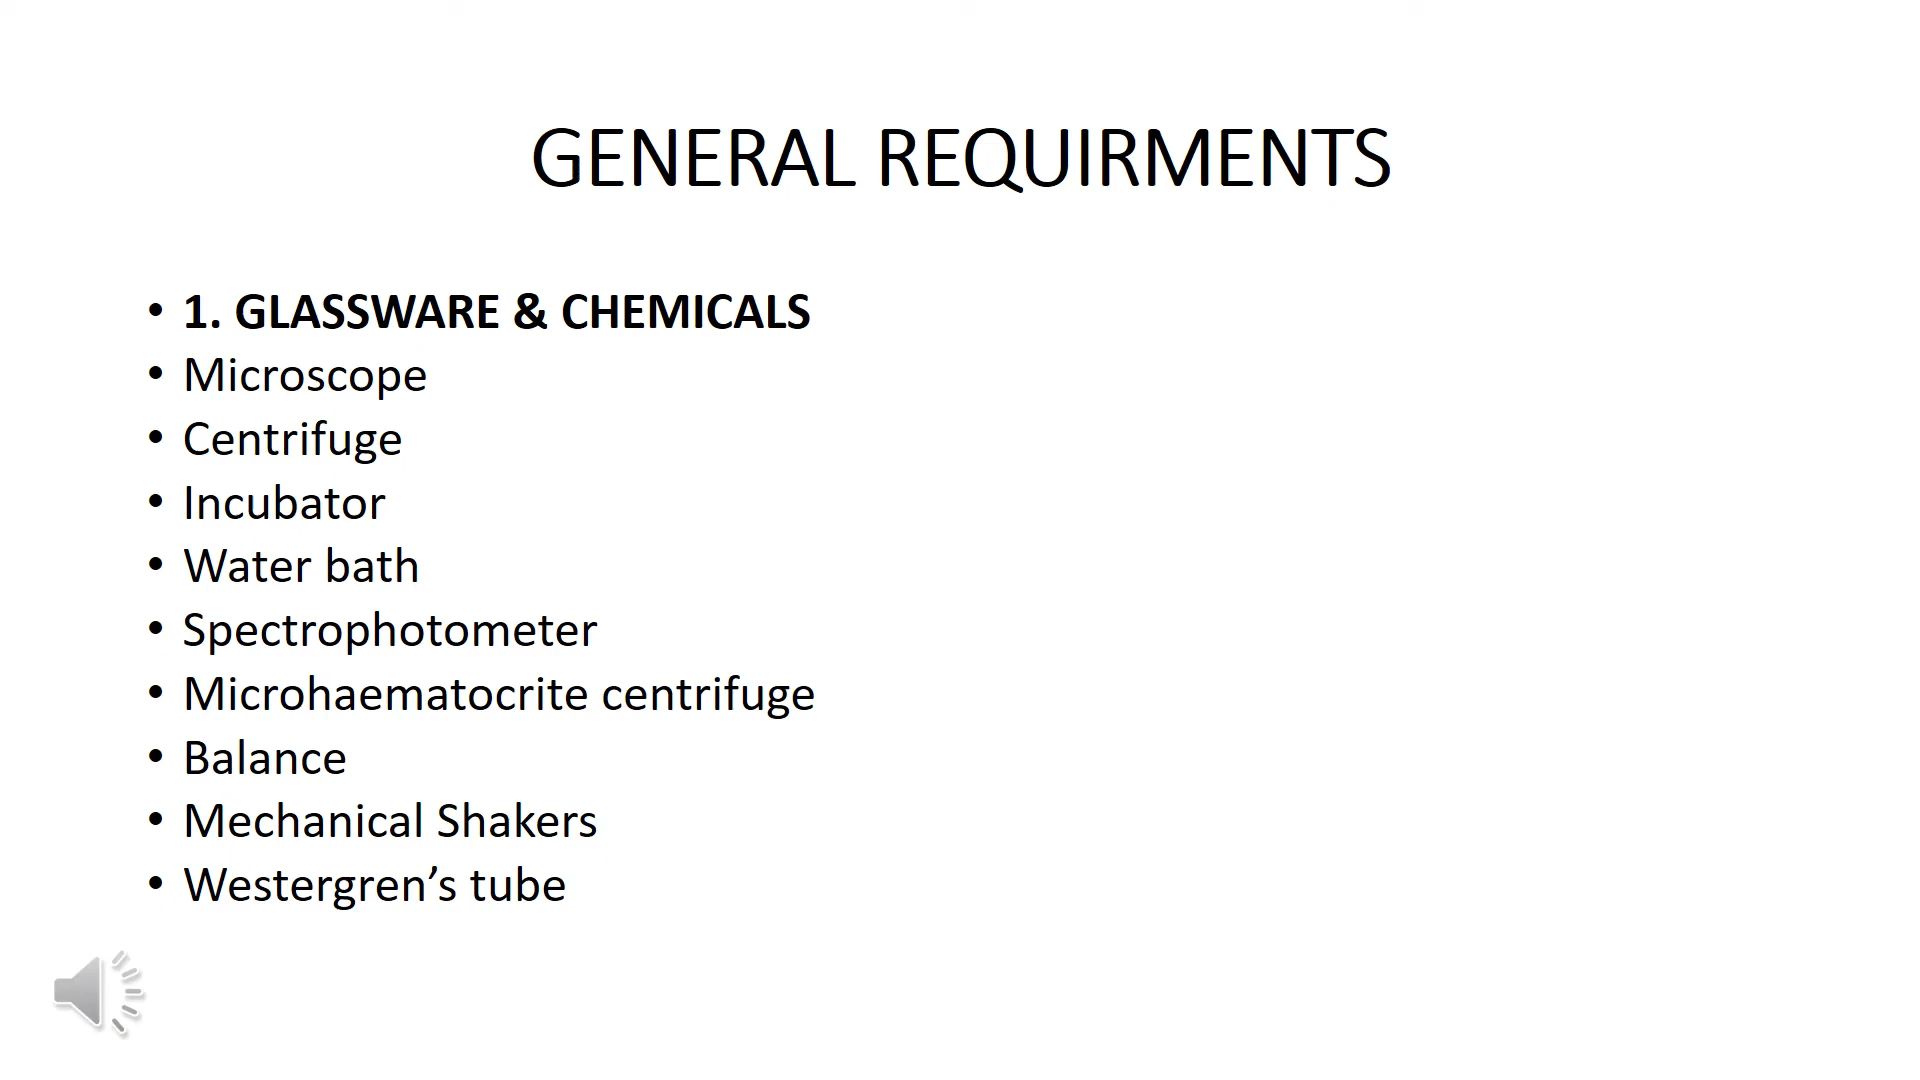 GENERAL REQUIRMENTS
• 1. GLASSWARE & CHEMICALS
• Microscope
• Centrifuge
• Incubator
• Water bath
• Spectrophotometer
• Microhaematocrite centrifuge
• Balance
• Mechanical Shakers
• Westergren’s tube